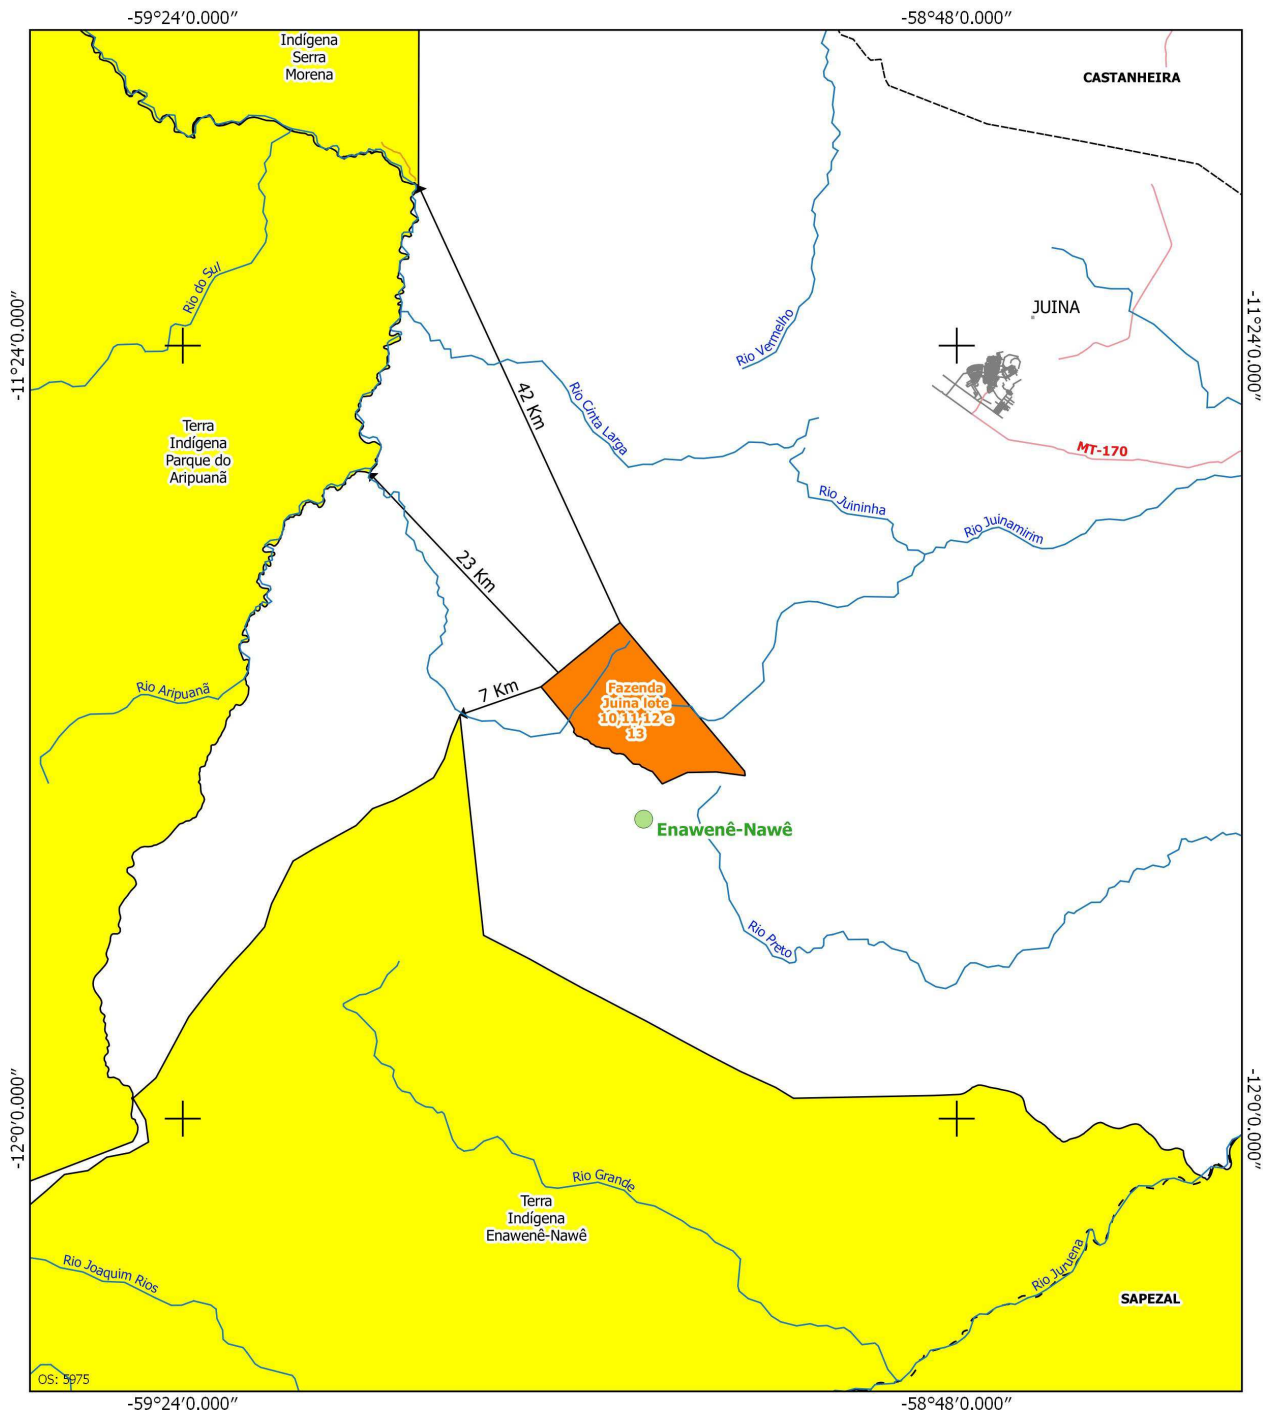 -59°24′0.000″
-58°48′0.000″
Indígena
Serra
Morena
CASTANHEIRA
Rio do Sul
-11°24′0.000″
-11°24′0.000″
JUINA
Rio Vermelho
42 Km
Rio Cinta Larga
Terra
Indígena
Parque do
Aripuanã
MT-170
Rio Juininha
Rio Juinamirim
23 Km
Rio Aripuanã
7 Km
Fazenda
Juina lote
10,11,12 e
13
Enawenê-Nawê
Rio Preto
-12°0′0.000″
-12°0′0.000″
Rio Grande
Terra
Indígena
Enawenê-Nawê
Rio Joaquim Rios
Rio Juruena
SAPEZAL
OS: 5975
-59°24′0.000″
-58°48′0.000″